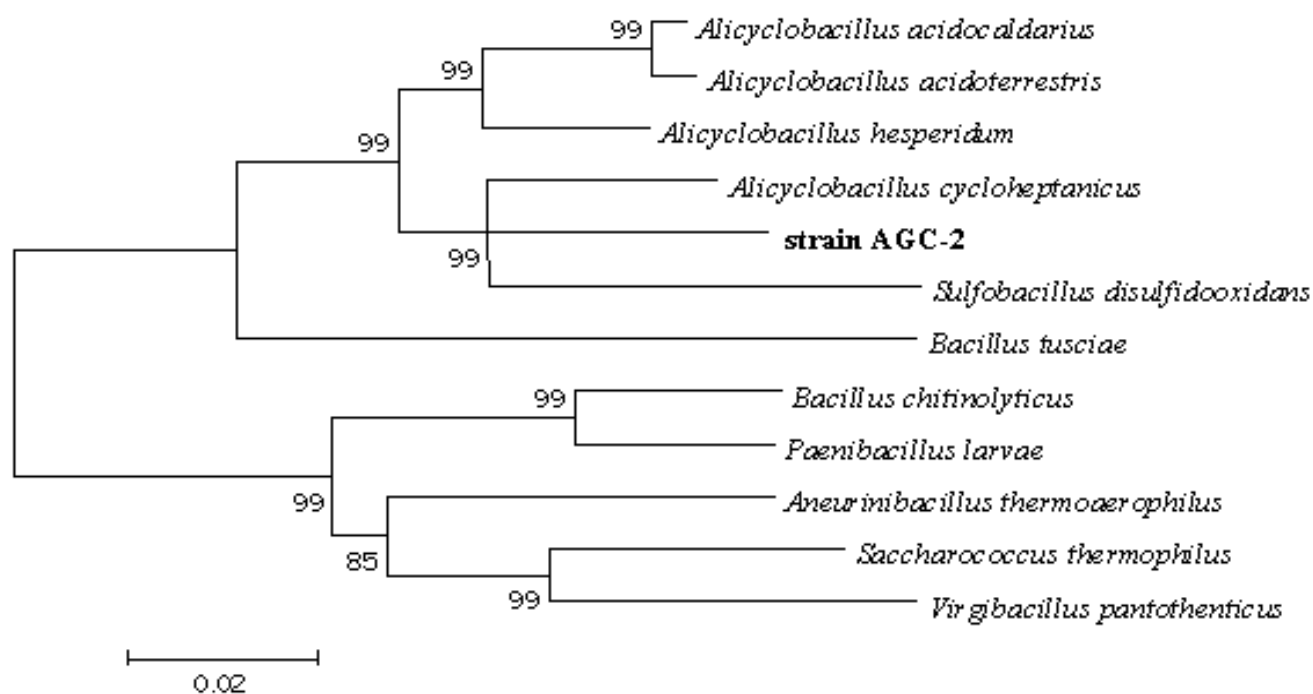 99
Alicyclobacillus acidocaldarius
99
Alicyclobacillus acidoterrestris
99
Alicyclobacillus hesperidum
Alicyclobacillus cycloheptanicus
strain AGC-2
99
Sulfobacillus disulfidooxidans
Bacillus tusciae
99
Bacillus chitinolyticus
Paenibacillus larvae
99
Aneurinibacillus thermoaerophilus
85
Saccharococcus thermophilus
99
Virgibacillus pantothenticus
0.02